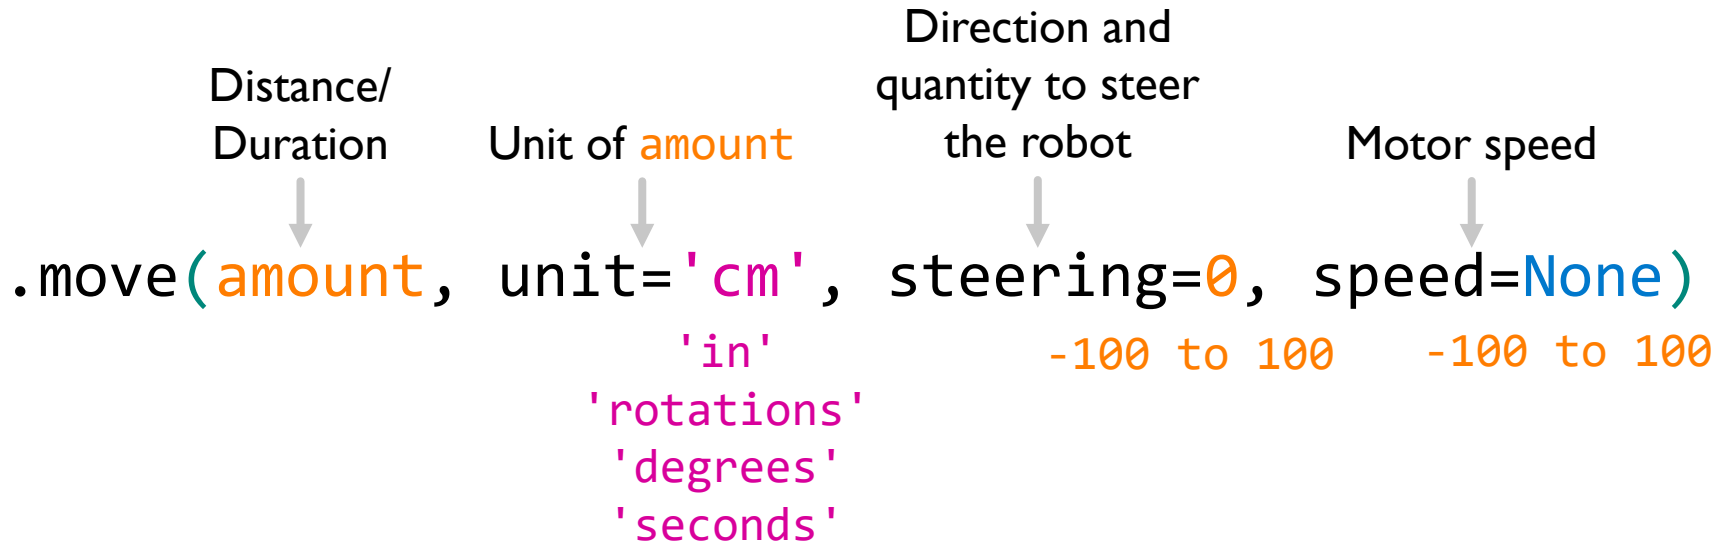 Distance/
Duration
Unit of amount
Direction and
quantity to steer
the robot
Motor speed
.move(amount, unit='cm', steering=0, speed=None)
'in'
'rotations'
'degrees'
'seconds'
-100 to 100
-100 to 100